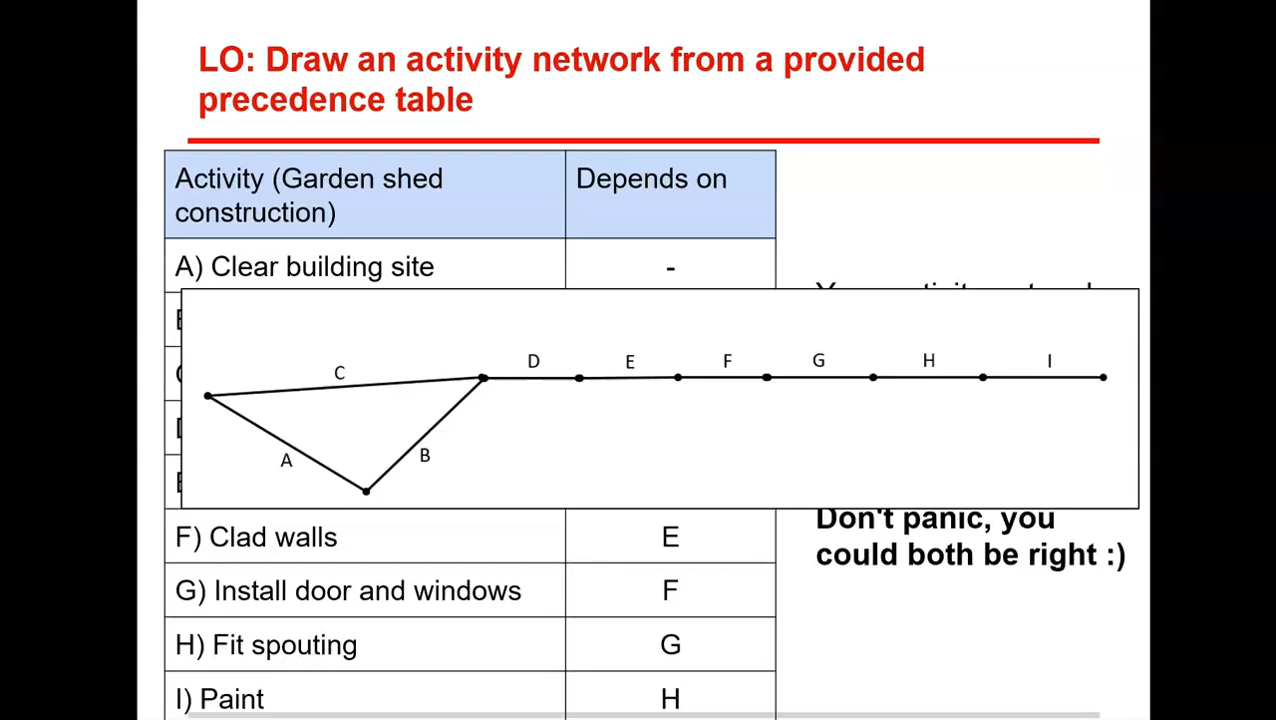 LO: Draw an activity network from a provided
precedence table
Activity (Garden shed
construction)
Depends on
A) Clear building site
-
C
D
E
F
G
H
I
A
B
F) Clad walls
E
G) Install door and windows
F
H) Fit spouting
G
I) Paint
H
Don't panic, you
could both be right :)